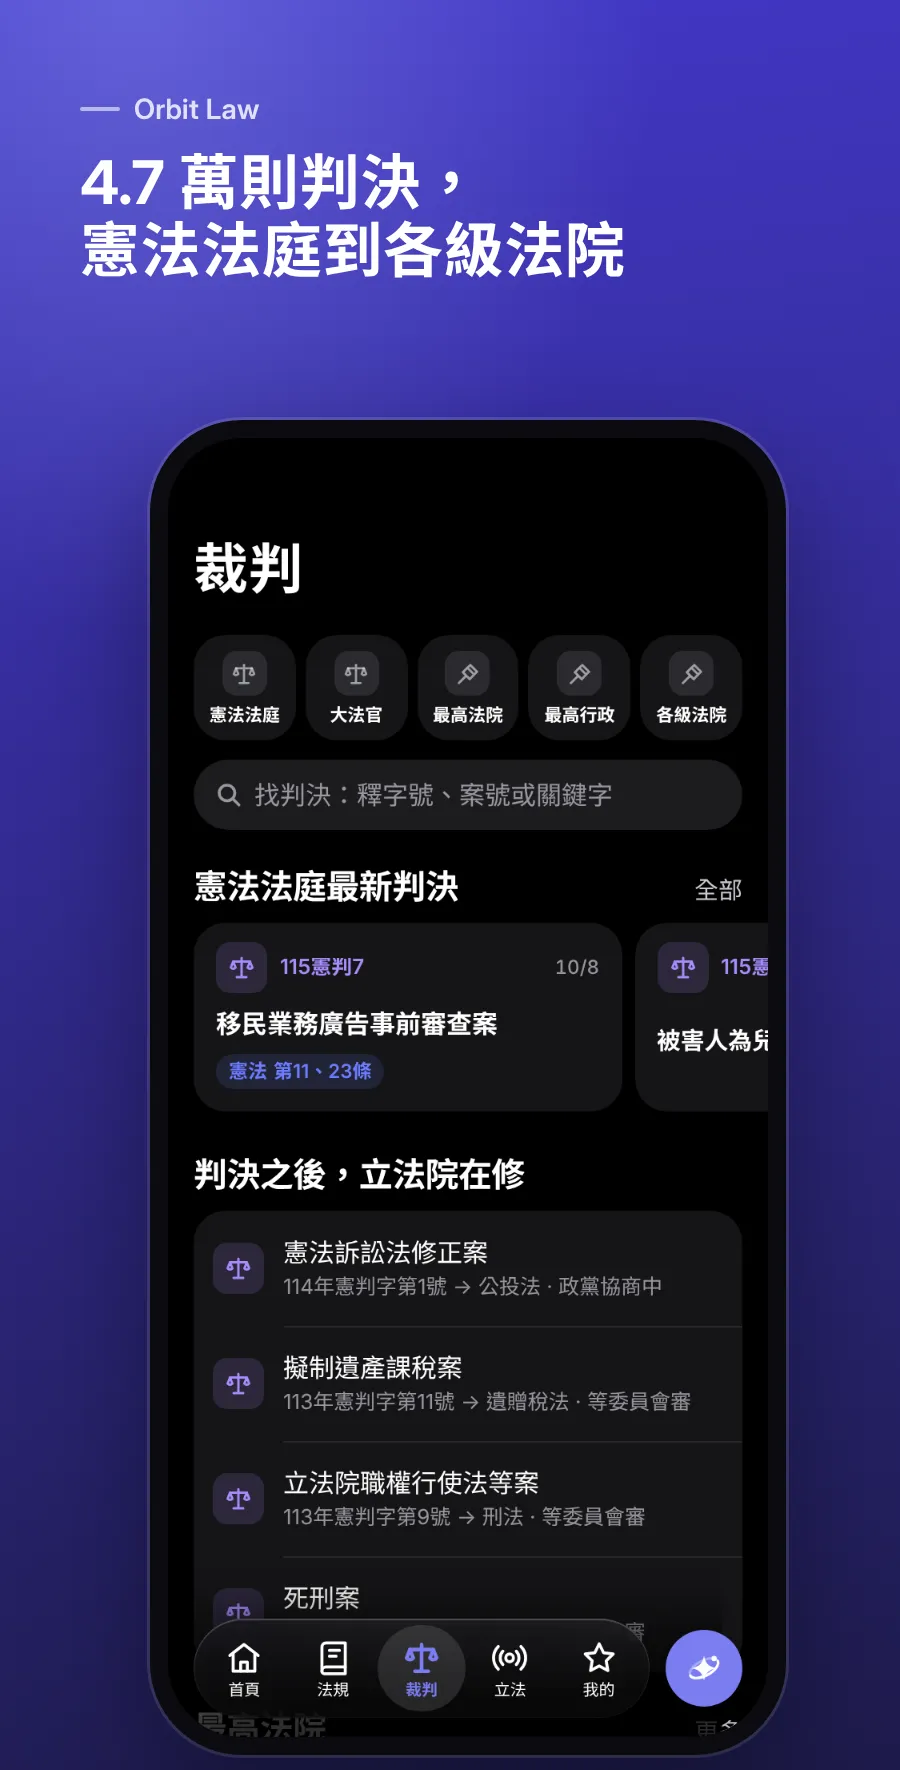 Orbit Law
4.7 萬則判決，
憲法法庭到各級法院
裁判
憲法法庭
大法官
最高法院
最高行政
各級法院
找判決：釋字號、案號或關鍵字
憲法法庭最新判決
全部
115憲判7
10/8
移民業務廣告事前審查案
憲法 第11、23條
115憲
被害人為兒
判決之後，立法院在修
憲法訴訟法修正案
114年憲判字第1號 → 公投法 · 政黨協商中
擬制遺產課稅案
113年憲判字第11號 → 遺贈稅法 · 等委員會審
立法院職權行使法等案
113年憲判字第9號 → 刑法 · 等委員會審
死刑案
審
首頁
法規
裁判
立法
我的
最高法院
更多